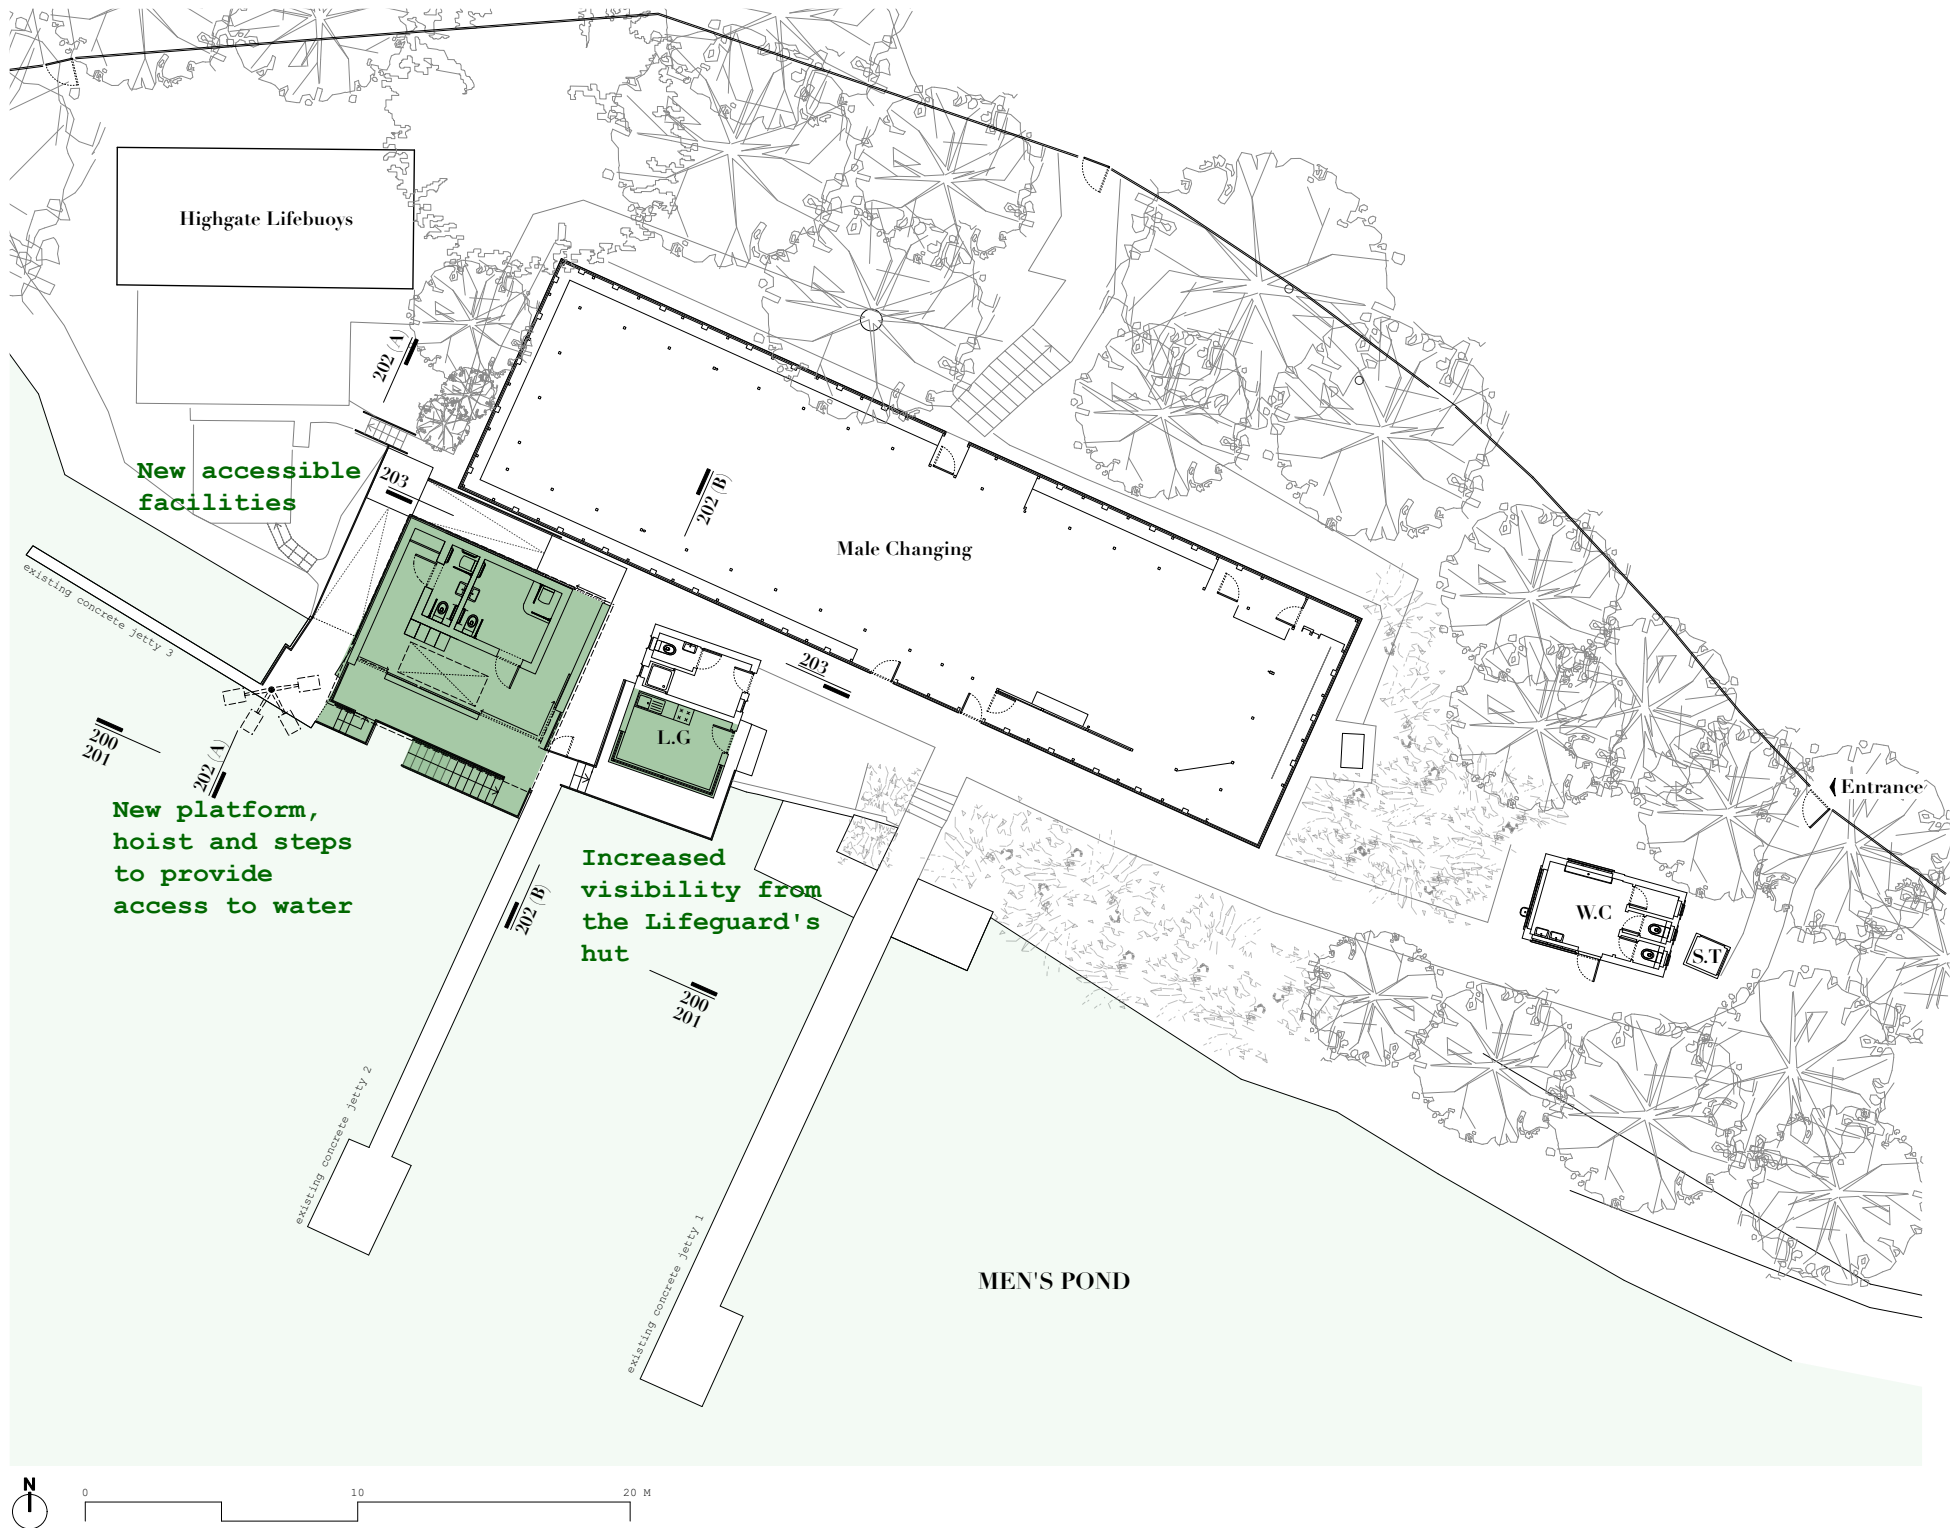 Highgate Lifebuoys
202 (A)
New accessible
facilities
203
202 (B)
Male Changing
existing concrete jetty 3
203
L.G
200
201
202 (A)
Entrance
New platform,
hoist and steps
to provide
access to water
Increased
visibility from
the Lifeguard's
hut
202 (B)
W.C
S.T
200
201
existing concrete jetty 2
existing concrete jetty 1
MEN'S POND
N
0 10 20 M